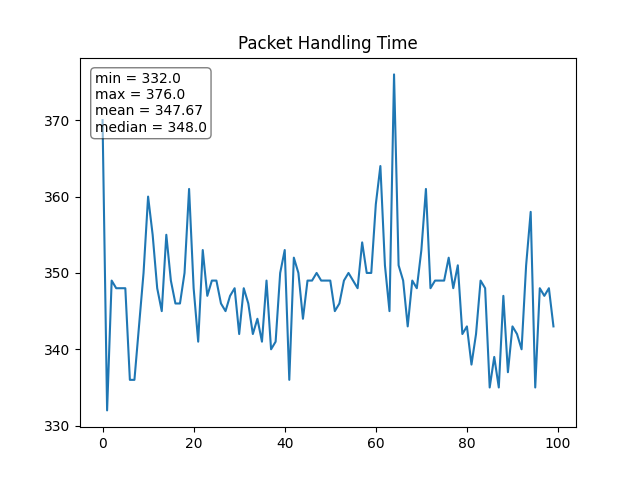 Packet Handling Time
min = 332.0
max = 376.0
mean = 347.67
median = 348.0
370
360
350
340
330
0 20 40 60 80 100